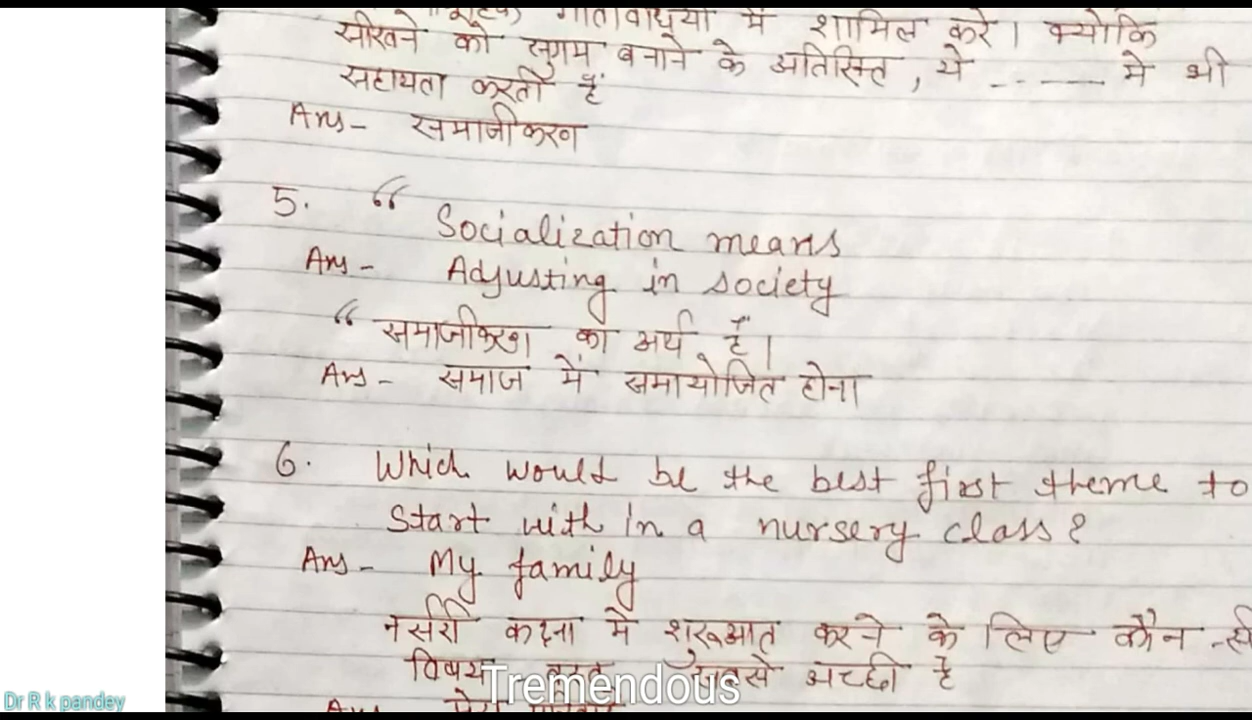 में शामिल करे। क्योकि
सीखने को सुगम बनाने के अतिरिक्त, ये ----- मे भी
सहायता करती हैं
Ans- समाजीकरण
5. “ Socialization means
Ans- Adjusting in society
“ समाजीकरण का अर्थ है।
Ans- समाज में समायोजित होना
6. Which would be the best first theme to
Start with in a nursery class?
Ans- My family
नर्सरी कक्षा में शुरूआत करने के लिए कौन-सी
विषय वस्तु सबसे अच्छी है
Tremendous
Dr R k pandey